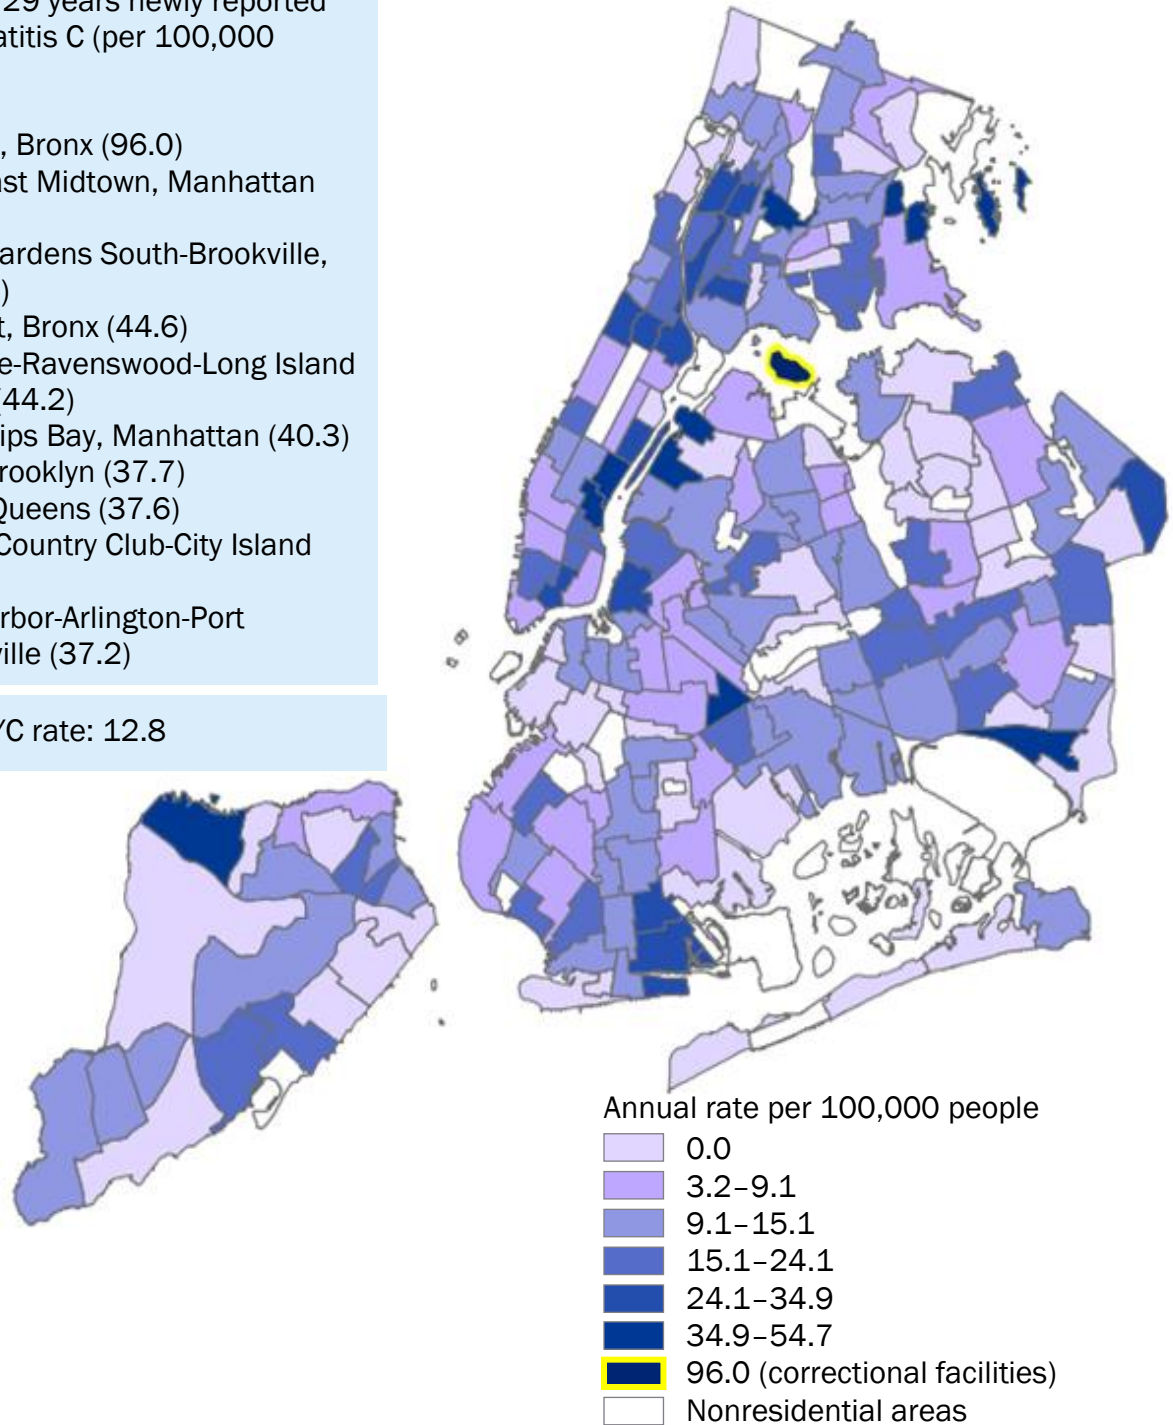 29 years newly reported
atitis C (per 100,000
, Bronx (96.0)
ast Midtown, Manhattan
ardens South-Brookville,
)
t, Bronx (44.6)
e-Ravenswood-Long Island
(44.2)
ips Bay, Manhattan (40.3)
rooklyn (37.7)
Queens (37.6)
Country Club-City Island
rbor-Arlington-Port
ville (37.2)
YC rate: 12.8
Annual rate per 100,000 people
0.0
3.2–9.1
9.1–15.1
15.1–24.1
24.1–34.9
34.9–54.7
96.0 (correctional facilities)
Nonresidential areas